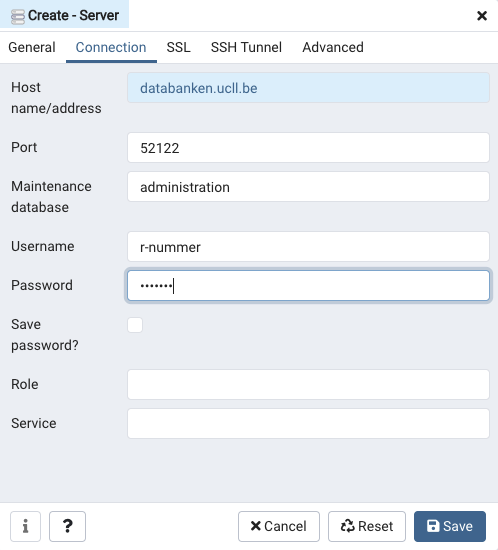 Create - Server
General Connection SSL SSH Tunnel Advanced
Host name/address databanken.ucll.be
Port 52122
Maintenance database administration
Username r-nummer
Password •••••••
Save password?
Role
Service
i ? Cancel Reset Save